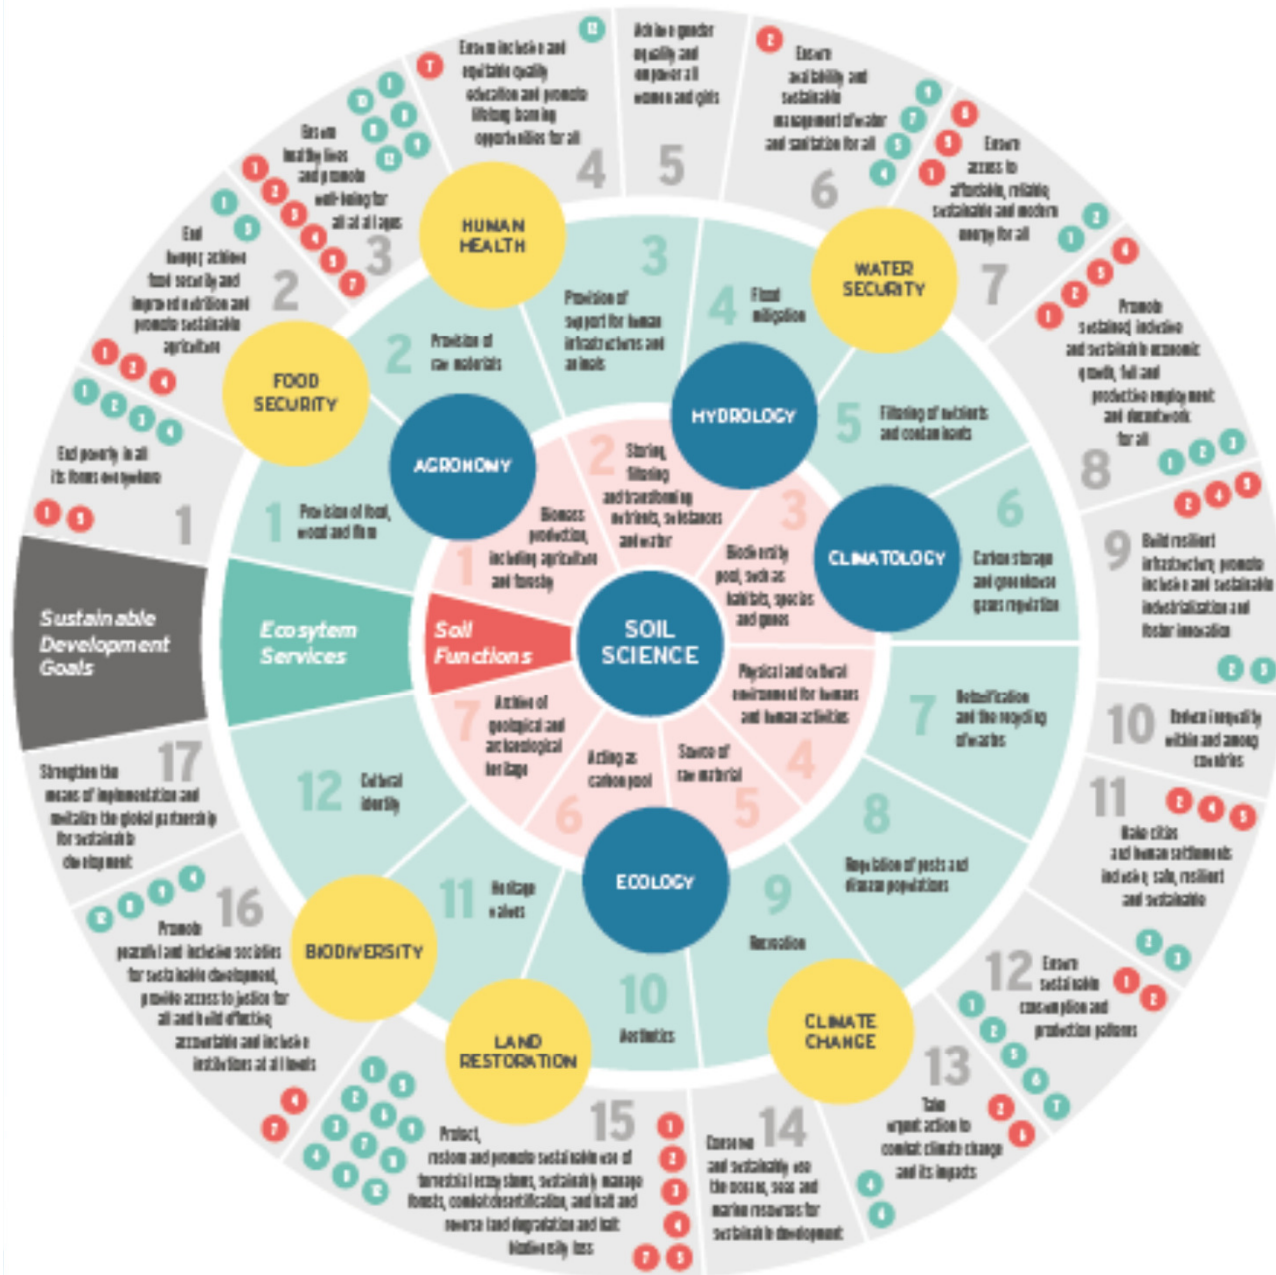 Ensure inclusive and
equitable quality
education and promote
lifelong learning
opportunities for all
4
Achieve gender
equality and
empower all
women and girls
5
Ensure
availability and
sustainable
management of water
and sanitation for all
6
Ensure
access to
affordable, reliable,
sustainable and modern
energy for all
7
Promote
sustained, inclusive
and sustainable economic
growth, full and
productive employment
and decent work
for all
8
9
Build resilient
infrastructure, promote
inclusive and sustainable
industrialization and
foster innovation
10
Reduce inequality
within and among
countries
11
Make cities
and human settlements
inclusive, safe, resilient
and sustainable
12
Ensure
sustainable
consumption and
production patterns
13
Take
urgent action to
combat climate change
and its impacts
14
Conserve
and sustainably use
the oceans, seas and
marine resources for
sustainable development
15
Protect,
restore and promote sustainable use of
terrestrial ecosystems, sustainably manage
forests, combat desertification, and halt and
reverse land degradation and halt
biodiversity loss
16
Promote
peaceful and inclusive societies
for sustainable development,
provide access to justice for
all and build effective,
accountable and inclusive
institutions at all levels
17
Strengthen the
means of implementation and
revitalize the global partnership
for sustainable
development
Sustainable
Development
Goals
End poverty in all
its forms everywhere
1
End
hunger, achieve
food security and
improved nutrition and
promote sustainable
agriculture
2
Ensure
healthy lives
and promote
well-being for
all at all ages
3
HUMAN
HEALTH
WATER
SECURITY
FOOD
SECURITY
BIODIVERSITY
LAND
RESTORATION
CLIMATE
CHANGE
Ecosytem
Services
1
Provision of food,
wood and fibre
2
Provision of
raw materials
3
Provision of
support for human
infrastructures and
animals
4
Flood
mitigation
5
Filtering of nutrients
and contaminants
6
Carbon storage
and greenhouse
gases regulation
7
Detoxification
and the recycling
of wastes
8
Regulation of pests and
disease populations
9
Recreation
10
Aesthetics
11
Heritage
values
12
Cultural
identity
AGRONOMY
HYDROLOGY
CLIMATOLOGY
ECOLOGY
SOIL
SCIENCE
Soil
Functions
1
Biomass
production,
including agriculture
and forestry
2
Storing,
filtering
and transforming
nutrients, substances
and water
3
Biodiversity
pool, such as
habitats, species
and genes
Physical and cultural
environment for humans
and human activities
4
Source of
raw material
5
Acting as
carbon pool
6
7
Archive of
geological and
archaeological
heritage